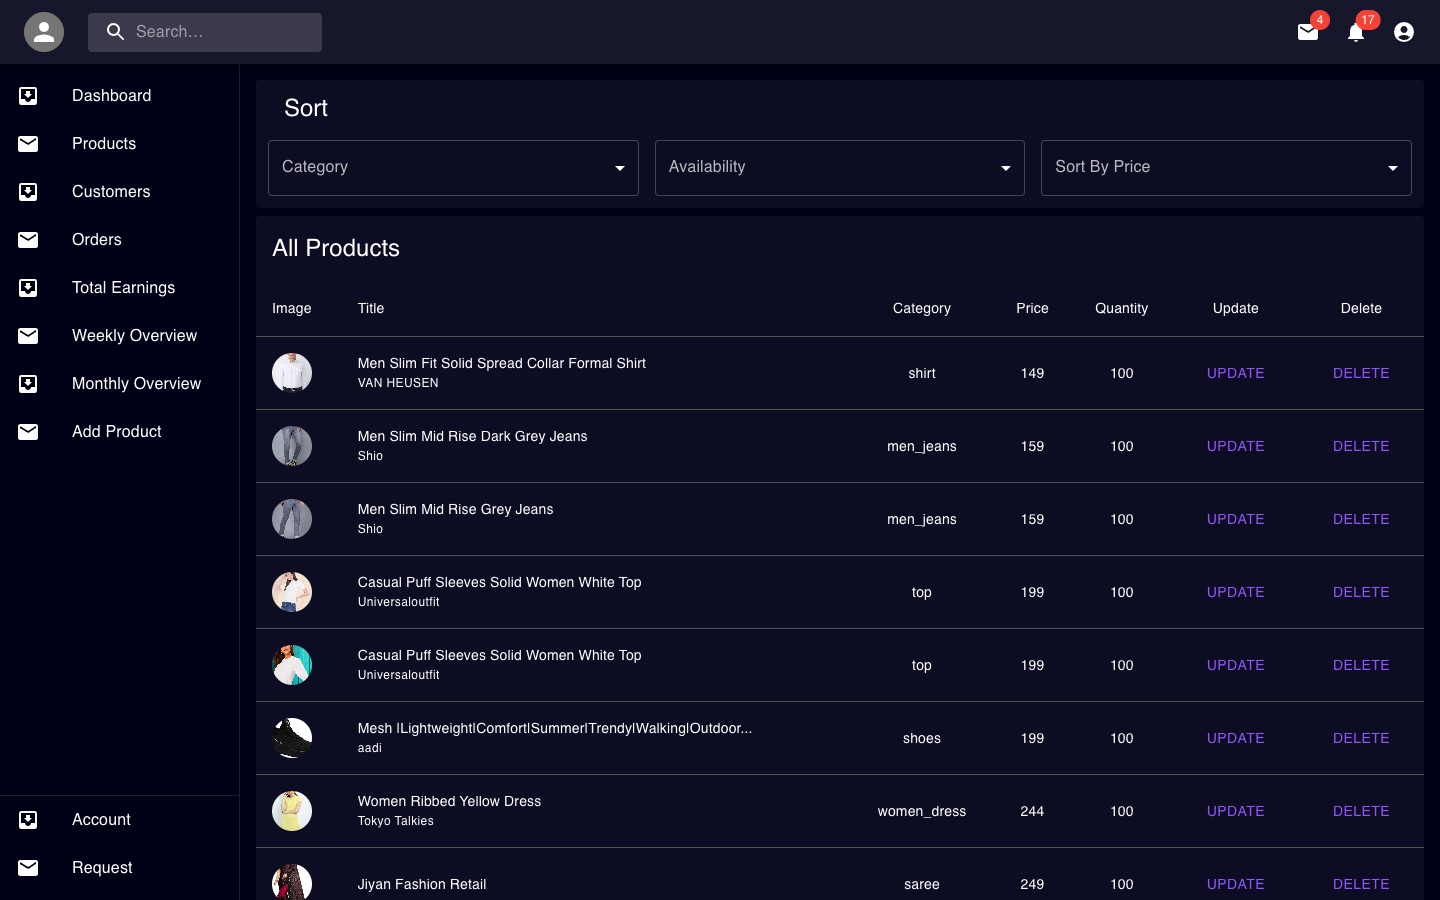 Search…
4
17
Dashboard
Products
Customers
Orders
Total Earnings
Weekly Overview
Monthly Overview
Add Product
Account
Request
Sort
Category
Availability
Sort By Price
All Products
Image Title Category Price Quantity Update Delete
Men Slim Fit Solid Spread Collar Formal Shirt
VAN HEUSEN
shirt 149 100 UPDATE DELETE
Men Slim Mid Rise Dark Grey Jeans
Shio
men_jeans 159 100 UPDATE DELETE
Men Slim Mid Rise Grey Jeans
Shio
men_jeans 159 100 UPDATE DELETE
Casual Puff Sleeves Solid Women White Top
Universaloutfit
top 199 100 UPDATE DELETE
Casual Puff Sleeves Solid Women White Top
Universaloutfit
top 199 100 UPDATE DELETE
Mesh |Lightweight|Comfort|Summer|Trendy|Walking|Outdoor...
aadi
shoes 199 100 UPDATE DELETE
Women Ribbed Yellow Dress
Tokyo Talkies
women_dress 244 100 UPDATE DELETE
Jiyan Fashion Retail
saree 249 100 UPDATE DELETE